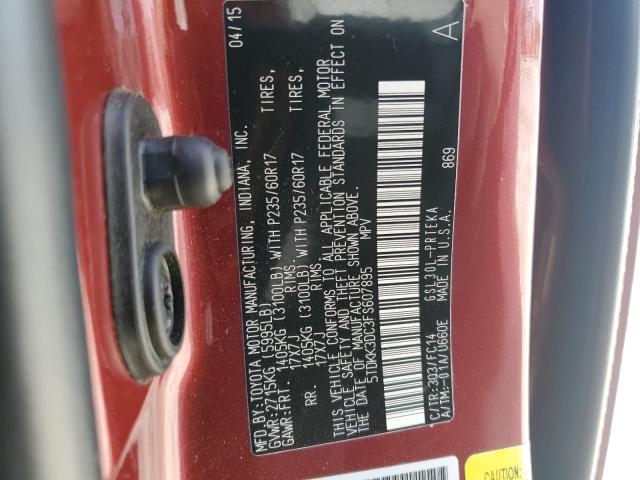 MFD.BY:TOYOTA MOTOR MANUFACTURING, INDIANA, INC. 04/15
GVWR:2715KG (5995LB)
GAWR:FRT. 1405KG (3100LB) WITH P235/60R17 TIRES,
17X7J RIMS
RR. 1405KG (3100LB) WITH P235/60R17 TIRES,
17X7J RIMS
THIS VEHICLE CONFORMS TO ALL APPLICABLE FEDERAL MOTOR
VEHICLE SAFETY AND THEFT PREVENTION STANDARDS IN EFFECT ON
THE DATE OF MANUFACTURE SHOWN ABOVE.
5TDKK3DC3FS607895 MPV A
C/TR:3Q3/FC14 GSL30L-PRTEKA 869
A/TM:-01A/U660E MADE IN U.S.A.
CAUTION: